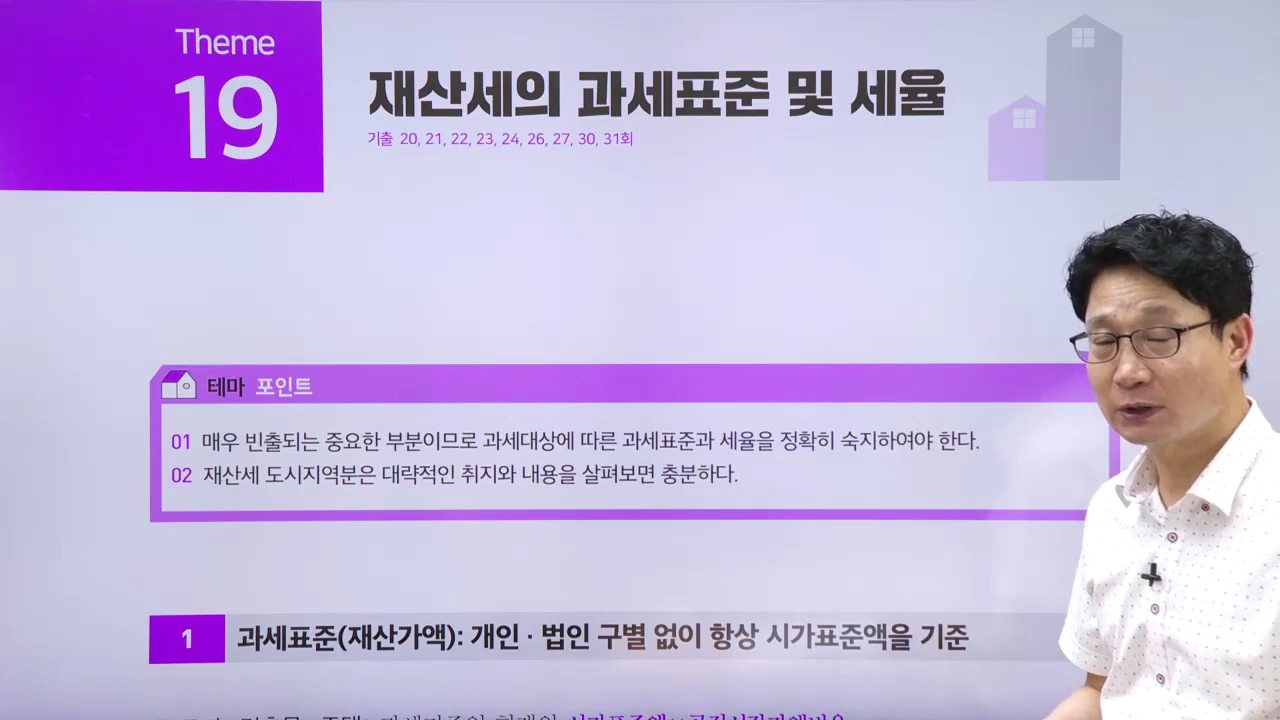 Theme
19
재산세의 과세표준 및 세율
기출 20, 21, 22, 23, 24, 26, 27, 30, 31회
테마 포인트
01 매우 빈출되는 중요한 부분이므로 과세대상에 따른 과세표준과 세율을 정확히 숙지하여야 한다.
02 재산세 도시지역분은 대략적인 취지와 내용을 살펴보면 충분하다.
1 과세표준(재산가액): 개인·법인 구별 없이 항상 시가표준액을 기준